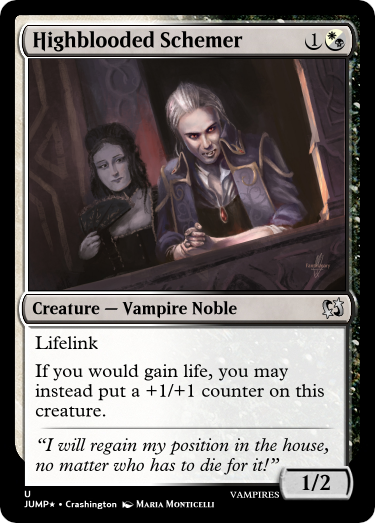 Highblooded Schemer 1
Creature — Vampire Noble
Lifelink
If you would gain life, you may
instead put a +1/+1 counter on this
creature.
“I will regain my position in the house,
no matter who has to die for it!”
1/2
U VAMPIRES
JUMP★ • Crashington Maria Monticelli